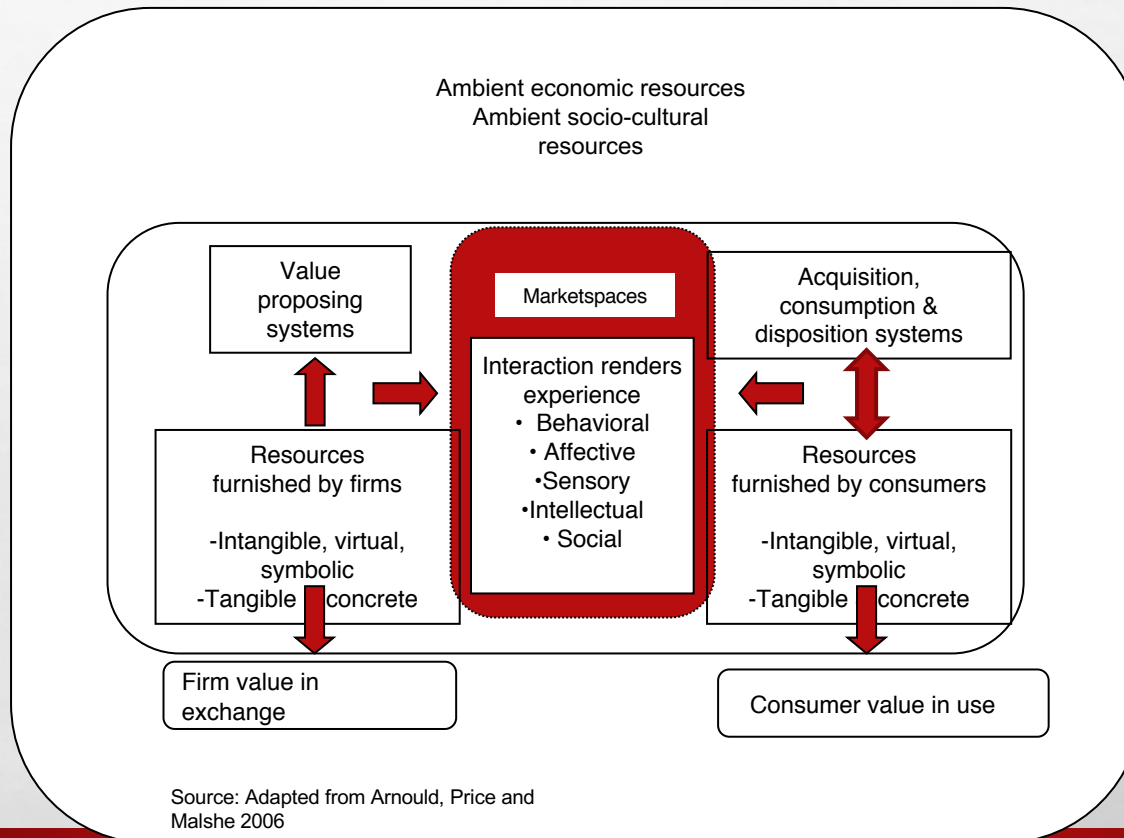 Ambient economic resources
Ambient socio-cultural
resources
Value
proposing
systems
Marketspaces
Acquisition,
consumption &
disposition systems
Interaction renders
experience
• Behavioral
• Affective
•Sensory
•Intellectual
• Social
Resources
furnished by firms
-Intangible, virtual,
symbolic
-Tangible concrete
Resources
furnished by consumers
-Intangible, virtual,
symbolic
-Tangible concrete
Firm value in
exchange
Consumer value in use
Source: Adapted from Arnould, Price and
Malshe 2006